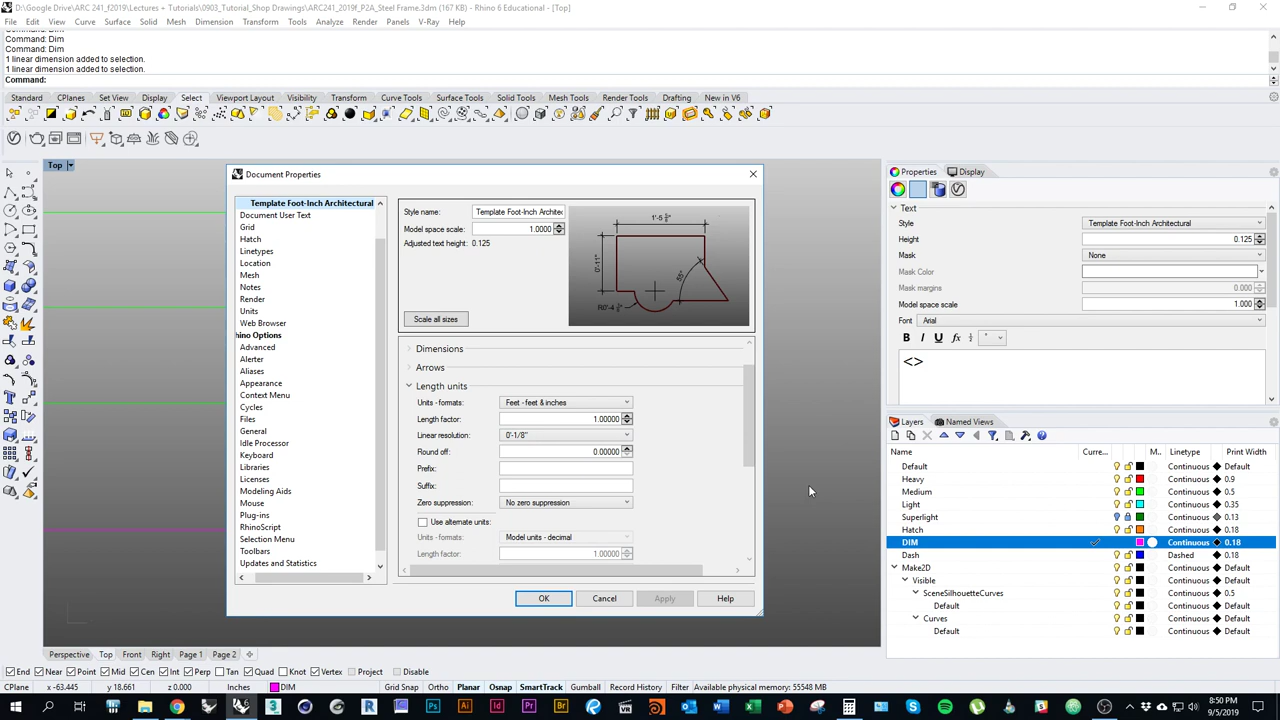 D:\Google Drive\ARC 241_f2019\Lectures + Tutorials\0903_Tutorial_Shop Drawings\ARC241_2019f_P2A_Steel Frame.3dm (167 KB) - Rhino 6 Educational - [Top]
File Edit View Curve Surface Solid Mesh Dimension Transform Tools Analyze Render Panels V-Ray Help
Command: Dim
Command: Dim
1 linear dimension added to selection.
1 linear dimension added to selection.
Command:
Standard CPlanes Set View Display Select Viewport Layout Visibility Transform Curve Tools Surface Tools Solid Tools Mesh Tools Render Tools Drafting New in V6
Top
Document Properties
Template Foot-Inch Architectural
Document User Text
Grid
Hatch
Linetypes
Location
Mesh
Notes
Render
Units
Web Browser
hino Options
Advanced
Alerter
Aliases
Appearance
Context Menu
Cycles
Files
General
Idle Processor
Keyboard
Libraries
Licenses
Modeling Aids
Mouse
Plug-ins
RhinoScript
Selection Menu
Toolbars
Updates and Statistics
Style name: Template Foot-Inch Architec
Model space scale: 1.0000
Adjusted text height: 0.125
Scale all sizes
0'-11"
55°
Dimensions
Arrows
Length units
Units - formats: Feet - feet & inches
Length factor: 1.00000
Linear resolution: 0'-1/8"
Round off: 0.00000
Prefix:
Suffix:
Zero suppression: No zero suppression
Use alternate units:
Units - formats: Model units - decimal
Length factor: 1.00000
OK Cancel Apply Help
Properties Display
Text
Style Template Foot-Inch Architectural
Height 0.125
Mask None
Mask Color
Mask margins 0.000
Model space scale 1.000
Font Arial
B I U fx
<>
Layers Named Views
Name Curre... M... Linetype Print Width
Default Continuous Default
Heavy Continuous 0.9
Medium Continuous 0.5
Light Continuous 0.35
Superlight Continuous 0.13
Hatch Continuous 0.18
DIM Continuous 0.18
Dash Dashed 0.18
Make2D Continuous Default
Visible Continuous Default
SceneSilhouetteCurves Continuous 0.5
Default Continuous Default
Curves Continuous Default
Default Continuous Default
Perspective Top Front Right Page 1 Page 2
End Near Point Mid Cen Int Perp Tan Quad Knot Vertex Project Disable
CPlane x -63.445 y 18.661 z 0.000 Inches DIM Grid Snap Ortho Planar Osnap SmartTrack Gumball Record History Filter Available physical memory: 55548 MB
8:50 PM
9/5/2019